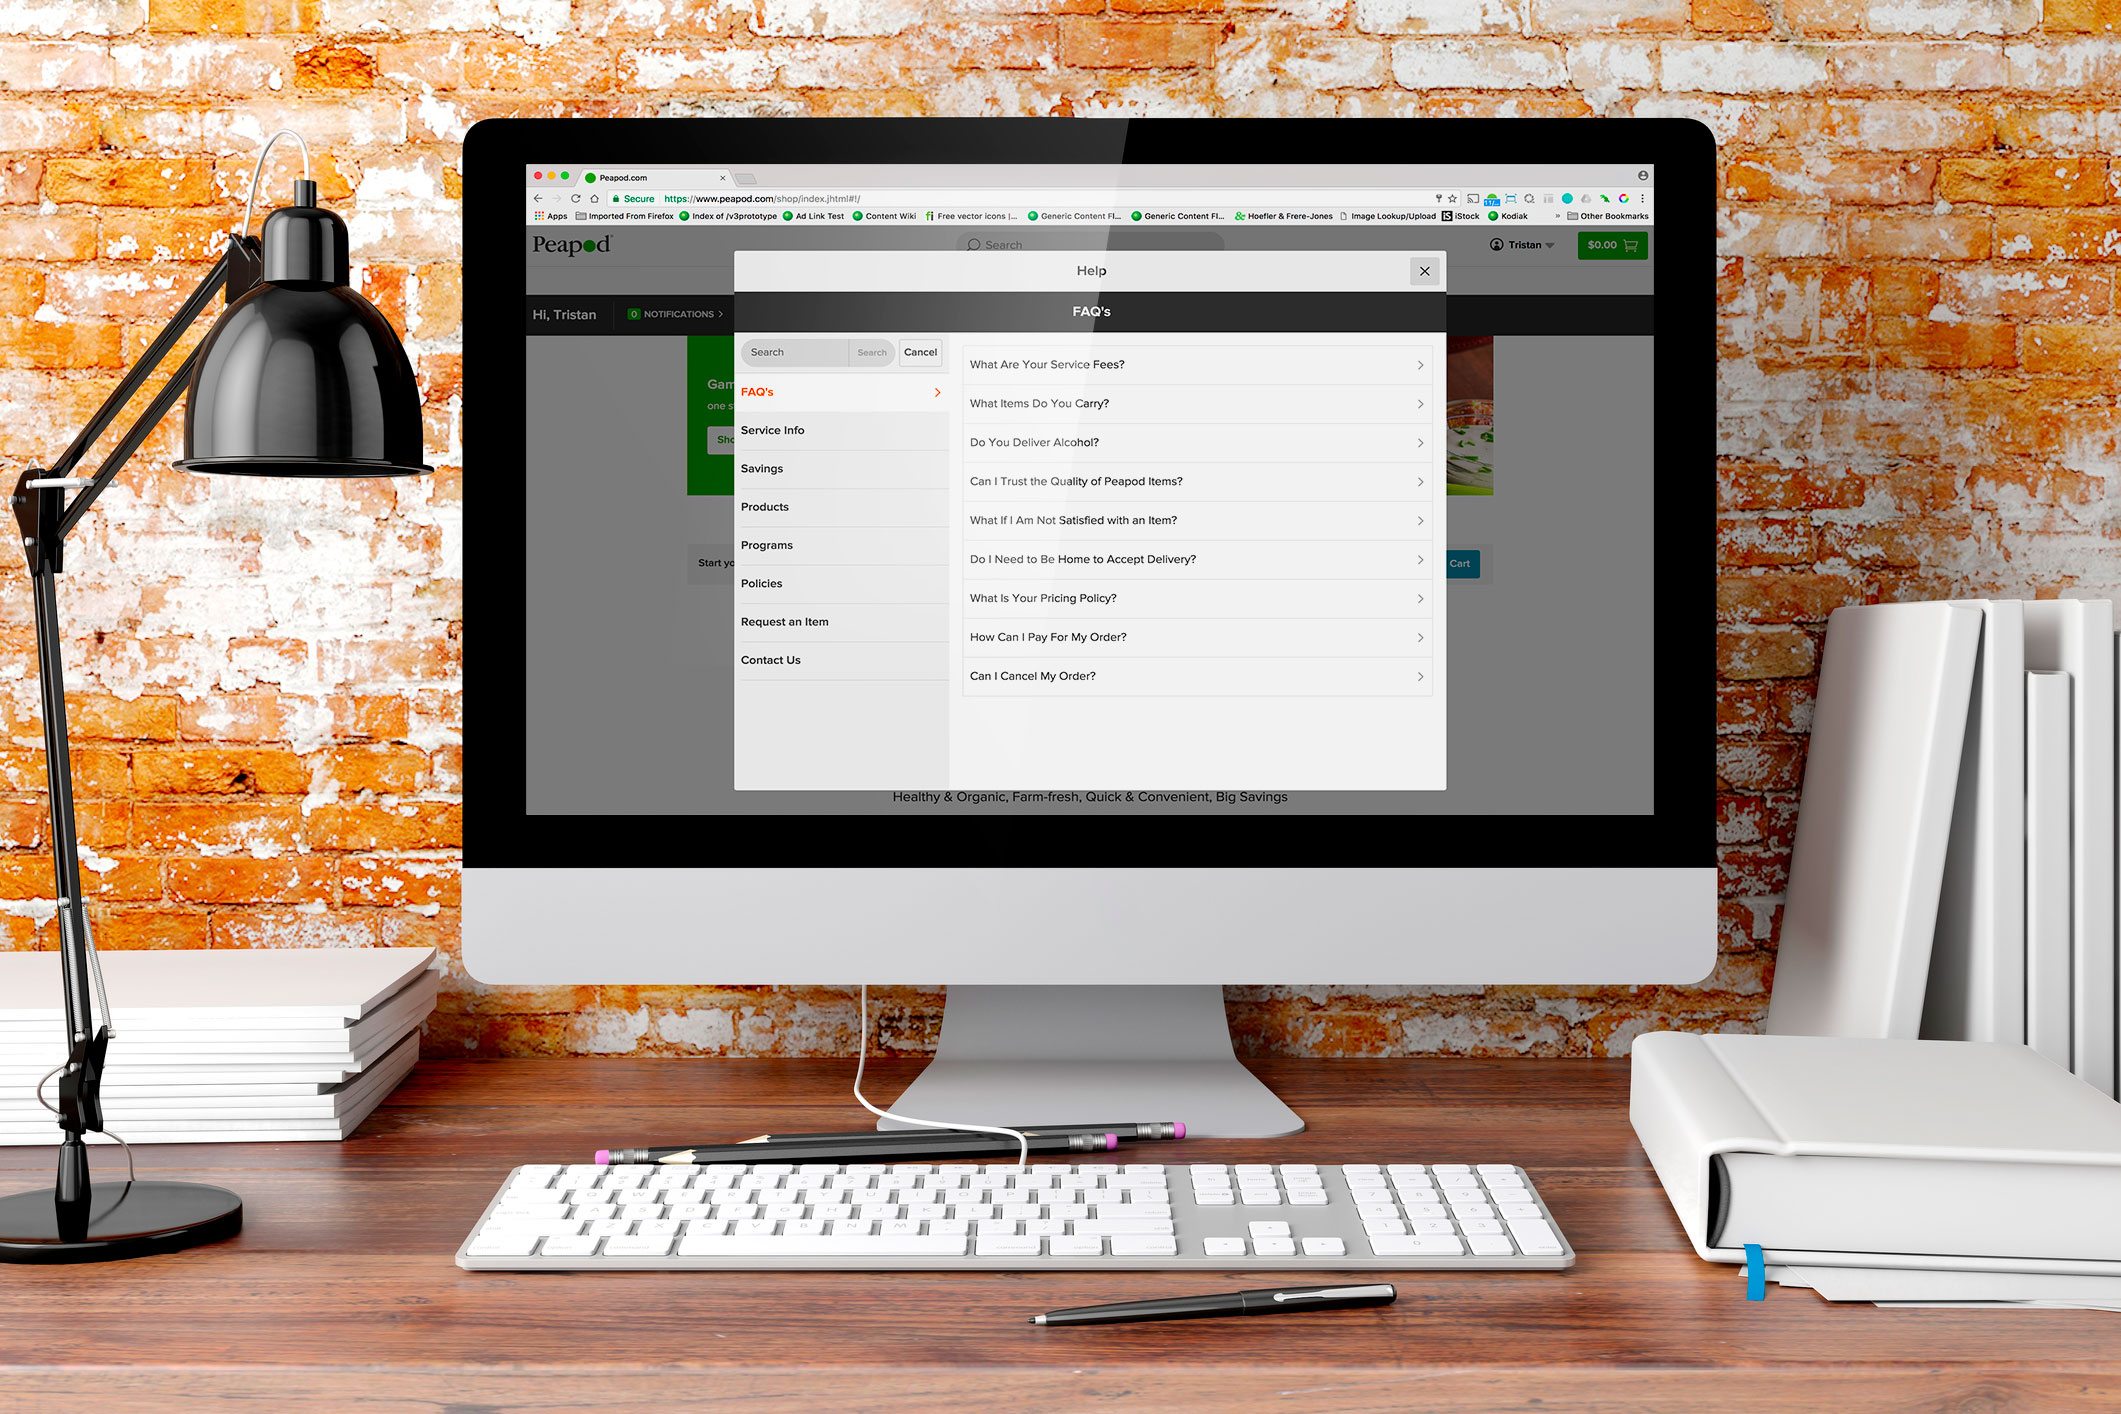 Peapod.com
Secure https://www.peapod.com/shop/index.jhtml#!/
Apps Imported From Firefox Index of /v3prototype Ad Link Test Content Wiki Free vector icons |... Generic Content Fl... Generic Content Fl... Hoefler & Frere-Jones Image Lookup/Upload iStock Kodiak » Other Bookmarks
Peapod
Search
Tristan
$0.00
Help
Hi, Tristan
0 NOTIFICATIONS
FAQ's
Search Search Cancel
FAQ's
Service Info
Savings
Products
Programs
Policies
Request an Item
Contact Us
What Are Your Service Fees?
What Items Do You Carry?
Do You Deliver Alcohol?
Can I Trust the Quality of Peapod Items?
What If I Am Not Satisfied with an Item?
Do I Need to Be Home to Accept Delivery?
What Is Your Pricing Policy?
How Can I Pay For My Order?
Can I Cancel My Order?
Gam
one s
Sho
Start yo
Cart
Healthy & Organic, Farm-fresh, Quick & Convenient, Big Savings